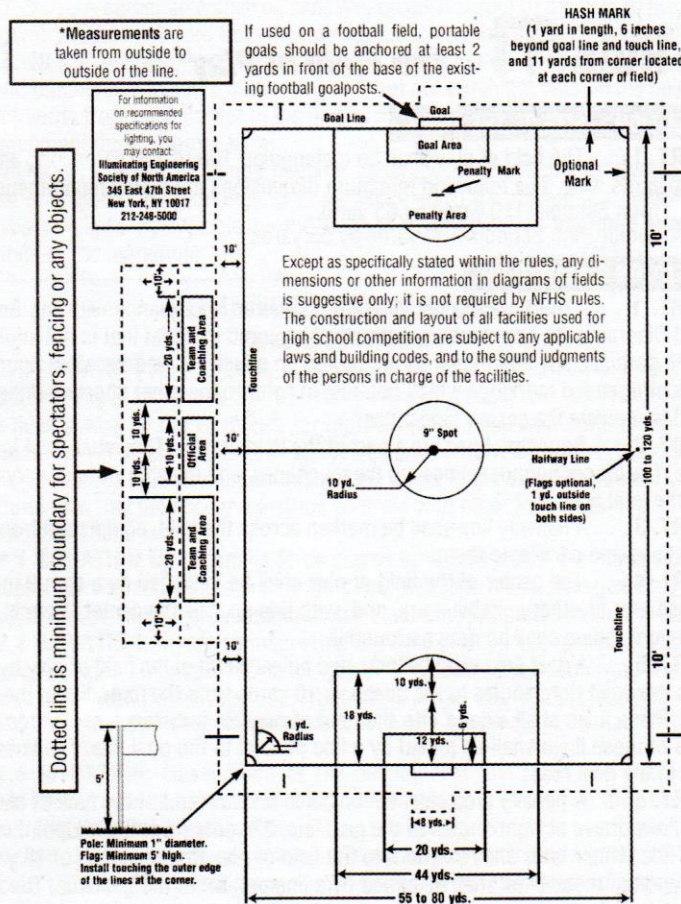 *Measurements are
taken from outside to
outside of the line.
If used on a football field, portable
goals should be anchored at least 2
yards in front of the base of the exist-
ing football goalposts.
HASH MARK
(1 yard in length, 6 inches
beyond goal line and touch line,
and 11 yards from corner located
at each corner of field)
For information
on recommended
specifications for
lighting, you
may contact:
Illuminating Engineering
Society of North America
345 East 47th Street
New York, NY 10017
212-246-5000
Dotted line is minimum boundary for spectators, fencing or any objects.
Goal
Goal Line
Goal Area
Penalty Mark
Penalty Area
Optional
Mark
10'
10'
10'
Touchline
Except as specifically stated within the rules, any di-
mensions or other information in diagrams of fields
is suggestive only; it is not required by NFHS rules.
The construction and layout of all facilities used for
high school competition are subject to any applicable
laws and building codes, and to the sound judgments
of the persons in charge of the facilities.
20 yds.
Team and
Coaching Area
10 yds.
10 yds.
10 yds.
Official
Area
10'
9" Spot
Halfway Line
10 yd.
Radius
(Flags optional,
1 yd. outside
touch line on
both sides)
100 to 120 yds.
20 yds.
Team and
Coaching Area
10'
10'
Touchline
10'
10 yds.
18 yds.
12 yds.
6 yds.
1 yd.
Radius
5'
Pole: Minimum 1" diameter.
Flag: Minimum 5' high.
Install touching the outer edge
of the lines at the corner.
8 yds.
20 yds.
44 yds.
55 to 80 yds.